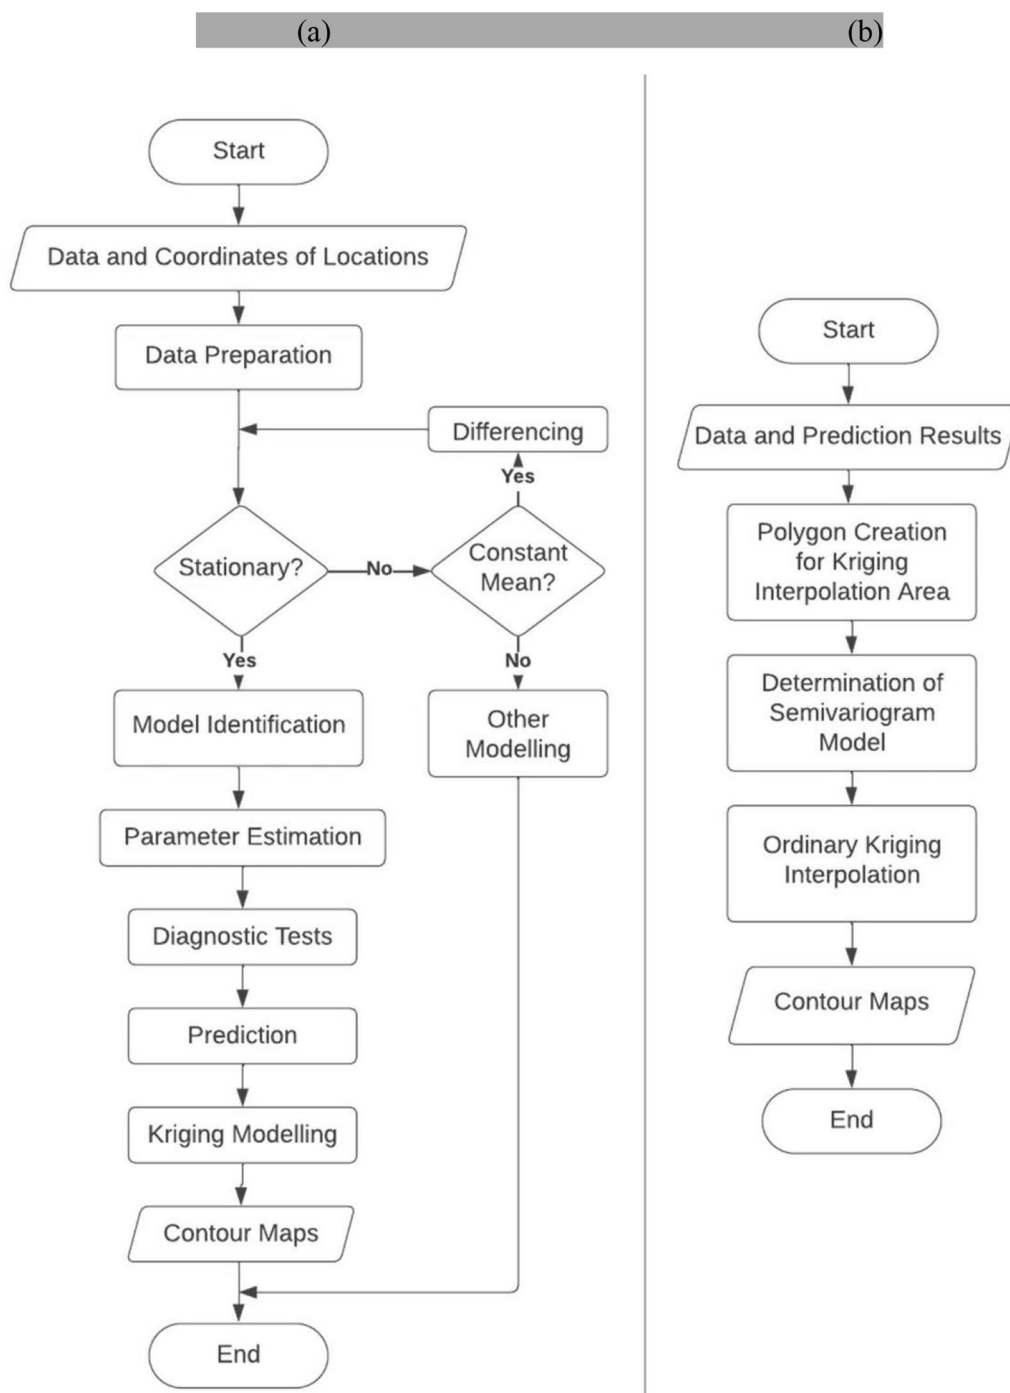 (a)
(b)
Start
Data and Coordinates of Locations
Data Preparation
Differencing
Yes
Stationary?
No
Constant
Mean?
Yes
No
Model Identification
Other
Modelling
Parameter Estimation
Diagnostic Tests
Prediction
Kriging Modelling
Contour Maps
End
Start
Data and Prediction Results
Polygon Creation
for Kriging
Interpolation Area
Determination of
Semivariogram
Model
Ordinary Kriging
Interpolation
Contour Maps
End